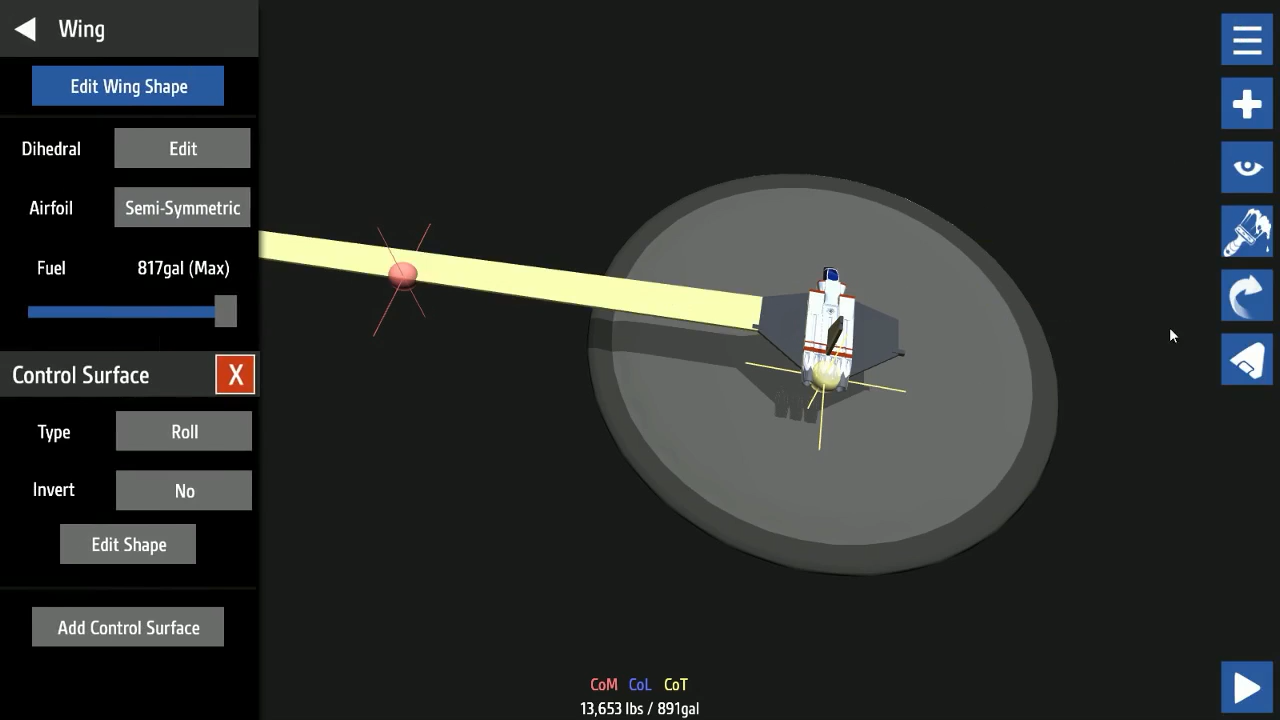 Wing
Edit Wing Shape
Dihedral Edit
Airfoil Semi-Symmetric
Fuel 817gal (Max)
Control Surface X
Type Roll
Invert No
Edit Shape
Add Control Surface
CoM CoL CoT
13,653 lbs / 891gal